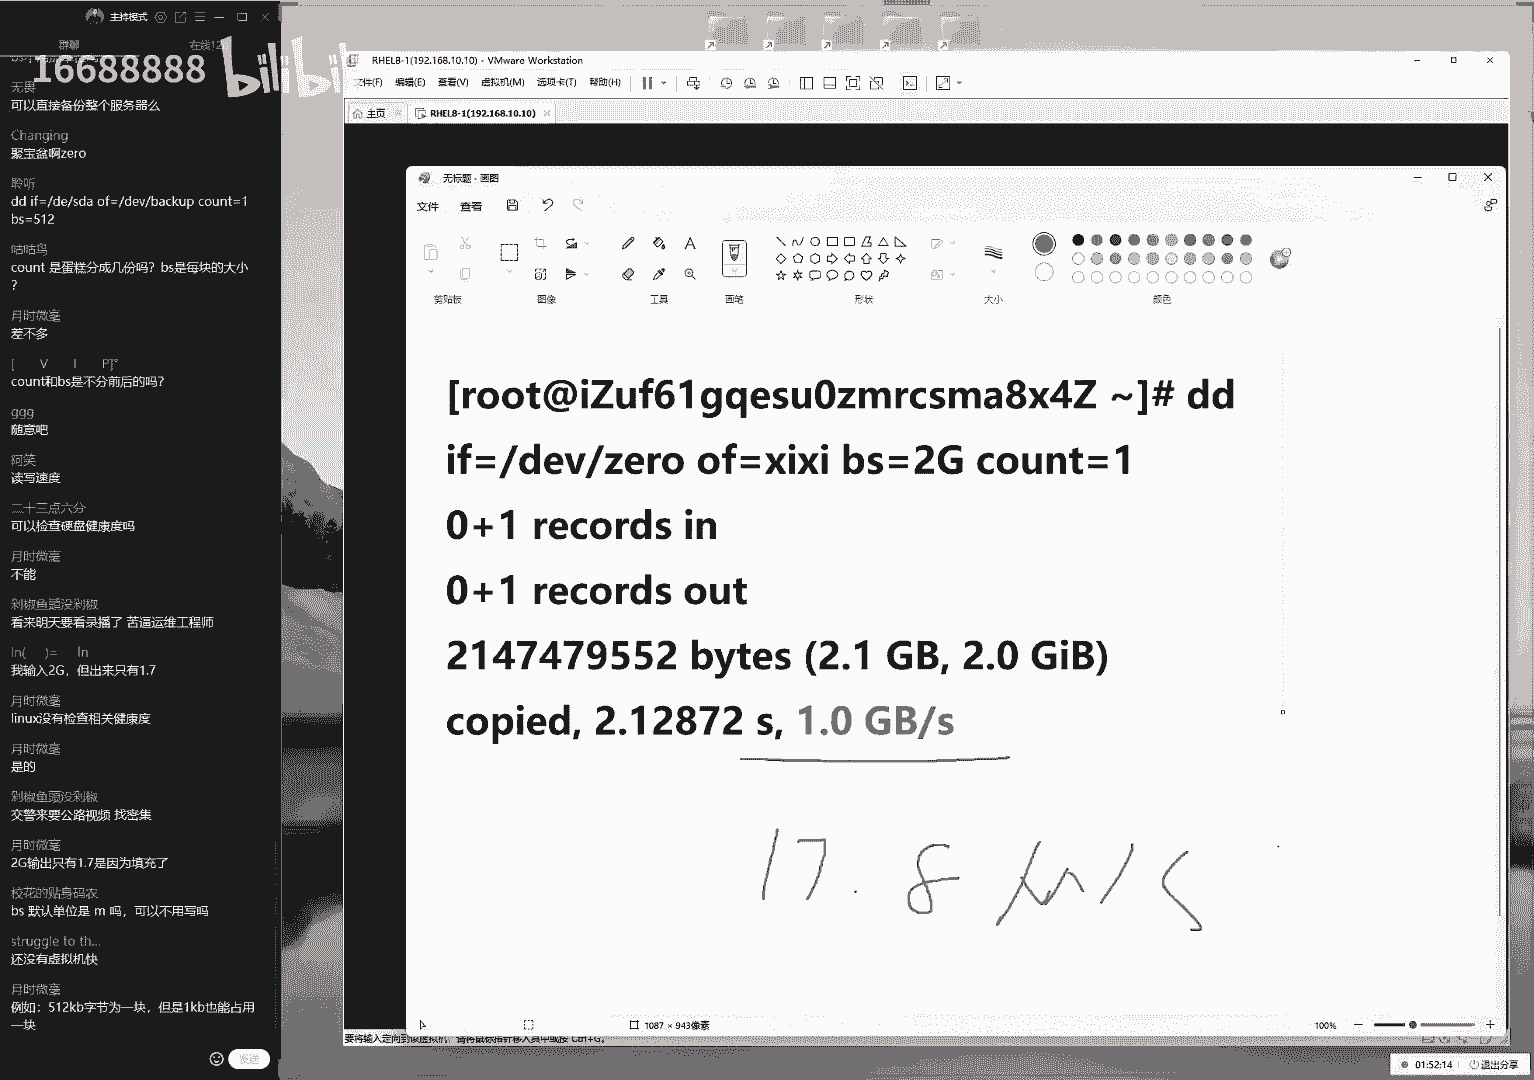 主持模式
群聊
在线12
16688888 bilibili
无畏
可以直接备份整个服务器么
Changing
聚宝盆啊zero
聆听
dd if=/de/sda of=/dev/backup count=1
bs=512
咕咕鸟
count 是蛋糕分成几份吗？bs是每块的大小
？
月时微毫
差不多
[ V I P]°
count和bs是不分前后的吗？
ggg
随意吧
阿笑
读写速度
二十三点六分
可以检查硬盘健康度吗
月时微毫
不能
剁椒鱼頭没剁椒
看来明天要看录播了 苦逼运维工程师
ln( )= ln
我输入2G，但出来只有1.7
月时微毫
linux没有检查相关健康度
月时微毫
是的
剁椒鱼頭没剁椒
交警来要公路视频 找密集
月时微毫
2G输出只有1.7是因为填充了
校花的贴身码农
bs 默认单位是 m 吗，可以不用写吗
struggle to th...
还没有虚拟机快
月时微毫
例如：512kb字节为一块，但是1kb也能占用
一块
发送
RHEL8-1(192.168.10.10) - VMware Workstation
文件(F) 编辑(E) 查看(V) 虚拟机(M) 选项卡(T) 帮助(H)
主页 RHEL8-1(192.168.10.10)
无标题 - 画图
文件 查看
剪贴板 图像 工具 画笔 形状 大小 颜色
[root@iZuf61gqesu0zmrcsma8x4Z ~]# dd
if=/dev/zero of=xixi bs=2G count=1
0+1 records in
0+1 records out
2147479552 bytes (2.1 GB, 2.0 GiB)
copied, 2.12872 s, 1.0 GB/s
17.8 M/S
1087 × 943像素
100%
要将输入定向到该虚拟机，请将鼠标指针移入其中或按 Ctrl+G。
01:52:14 退出分享